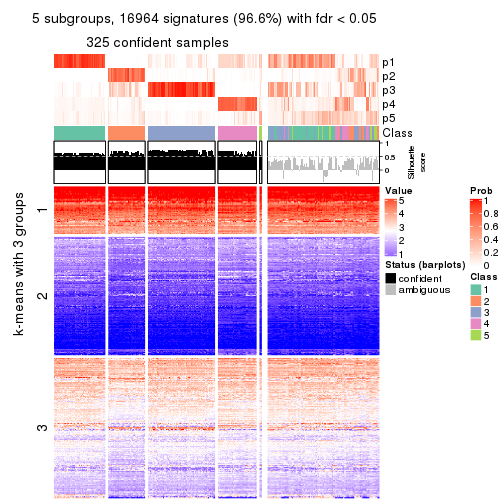 5 subgroups, 16964 signatures (96.6%) with fdr < 0.05
325 confident samples
p1
p2
p3
p4
p5
Class
1
0.5
0
Silhouette
score
k-means with 3 groups
1
2
3
Value
5
4
3
2
1
Status (barplots)
confident
ambiguous
Prob
1
0.8
0.6
0.4
0.2
0
Class
1
2
3
4
5